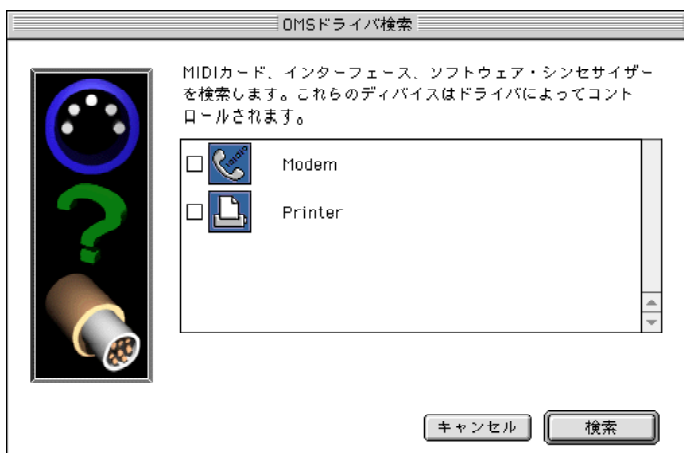 OMSドライバ検索
MIDIカード、インターフェース、ソフトウェア・シンセサイザー
を検索します。これらのディバイスはドライバによってコント
ロールされます。
Modem
Printer
キャンセル
検索